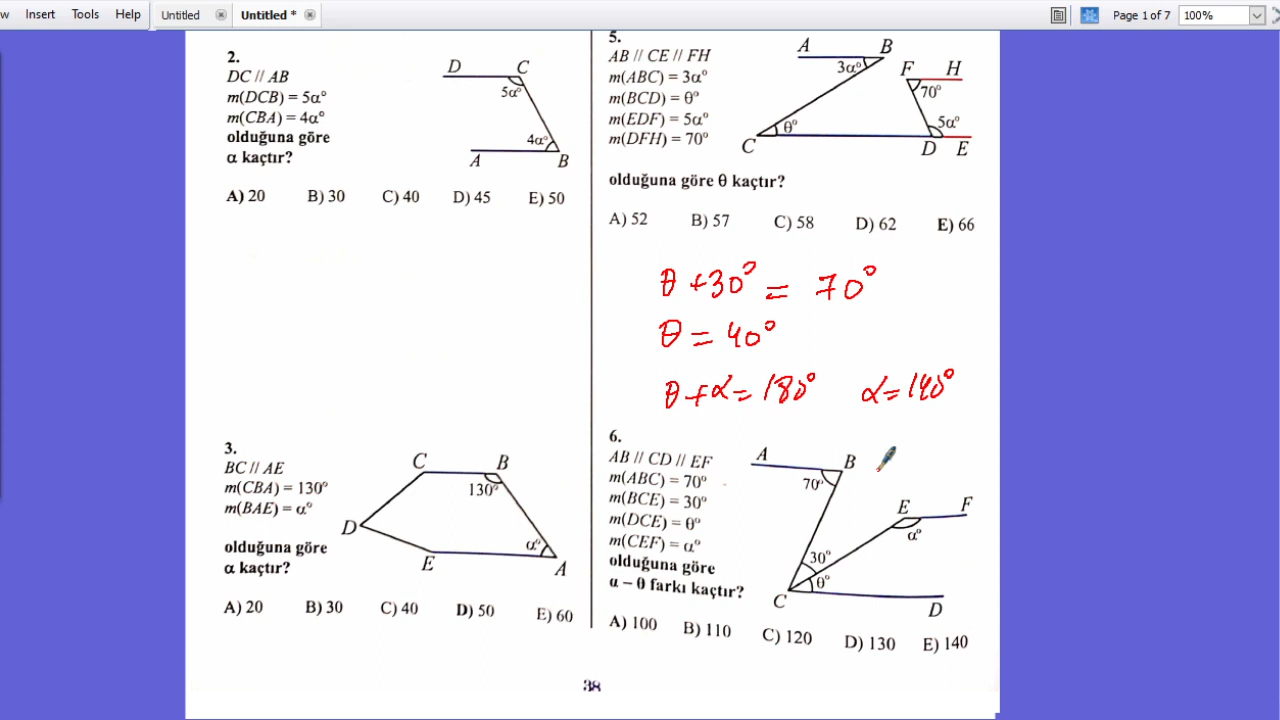 w Insert Tools Help Untitled Untitled * Page 1 of 7 100%
2.
DC // AB
m(DCB) = 5α°
m(CBA) = 4α°
olduğuna göre
α kaçtır?
D C
5α°
4α°
A B
A) 20 B) 30 C) 40 D) 45 E) 50
3.
BC // AE
m(CBA) = 130°
m(BAE) = α°
olduğuna göre
α kaçtır?
C B
130°
D
α°
E A
A) 20 B) 30 C) 40 D) 50 E) 60
5.
AB // CE // FH
m(ABC) = 3α°
m(BCD) = θ°
m(EDF) = 5α°
m(DFH) = 70°
A B
3α° F H
70°
θ° 5α°
C D E
olduğuna göre θ kaçtır?
A) 52 B) 57 C) 58 D) 62 E) 66
θ + 30° = 70°
θ = 40°
θ + α = 180° α = 140°
6.
AB // CD // EF
m(ABC) = 70°
m(BCE) = 30°
m(DCE) = θ°
m(CEF) = α°
olduğuna göre
α – θ farkı kaçtır?
A B
70°
E F
α°
30°
θ°
C D
A) 100 B) 110 C) 120 D) 130 E) 140
38